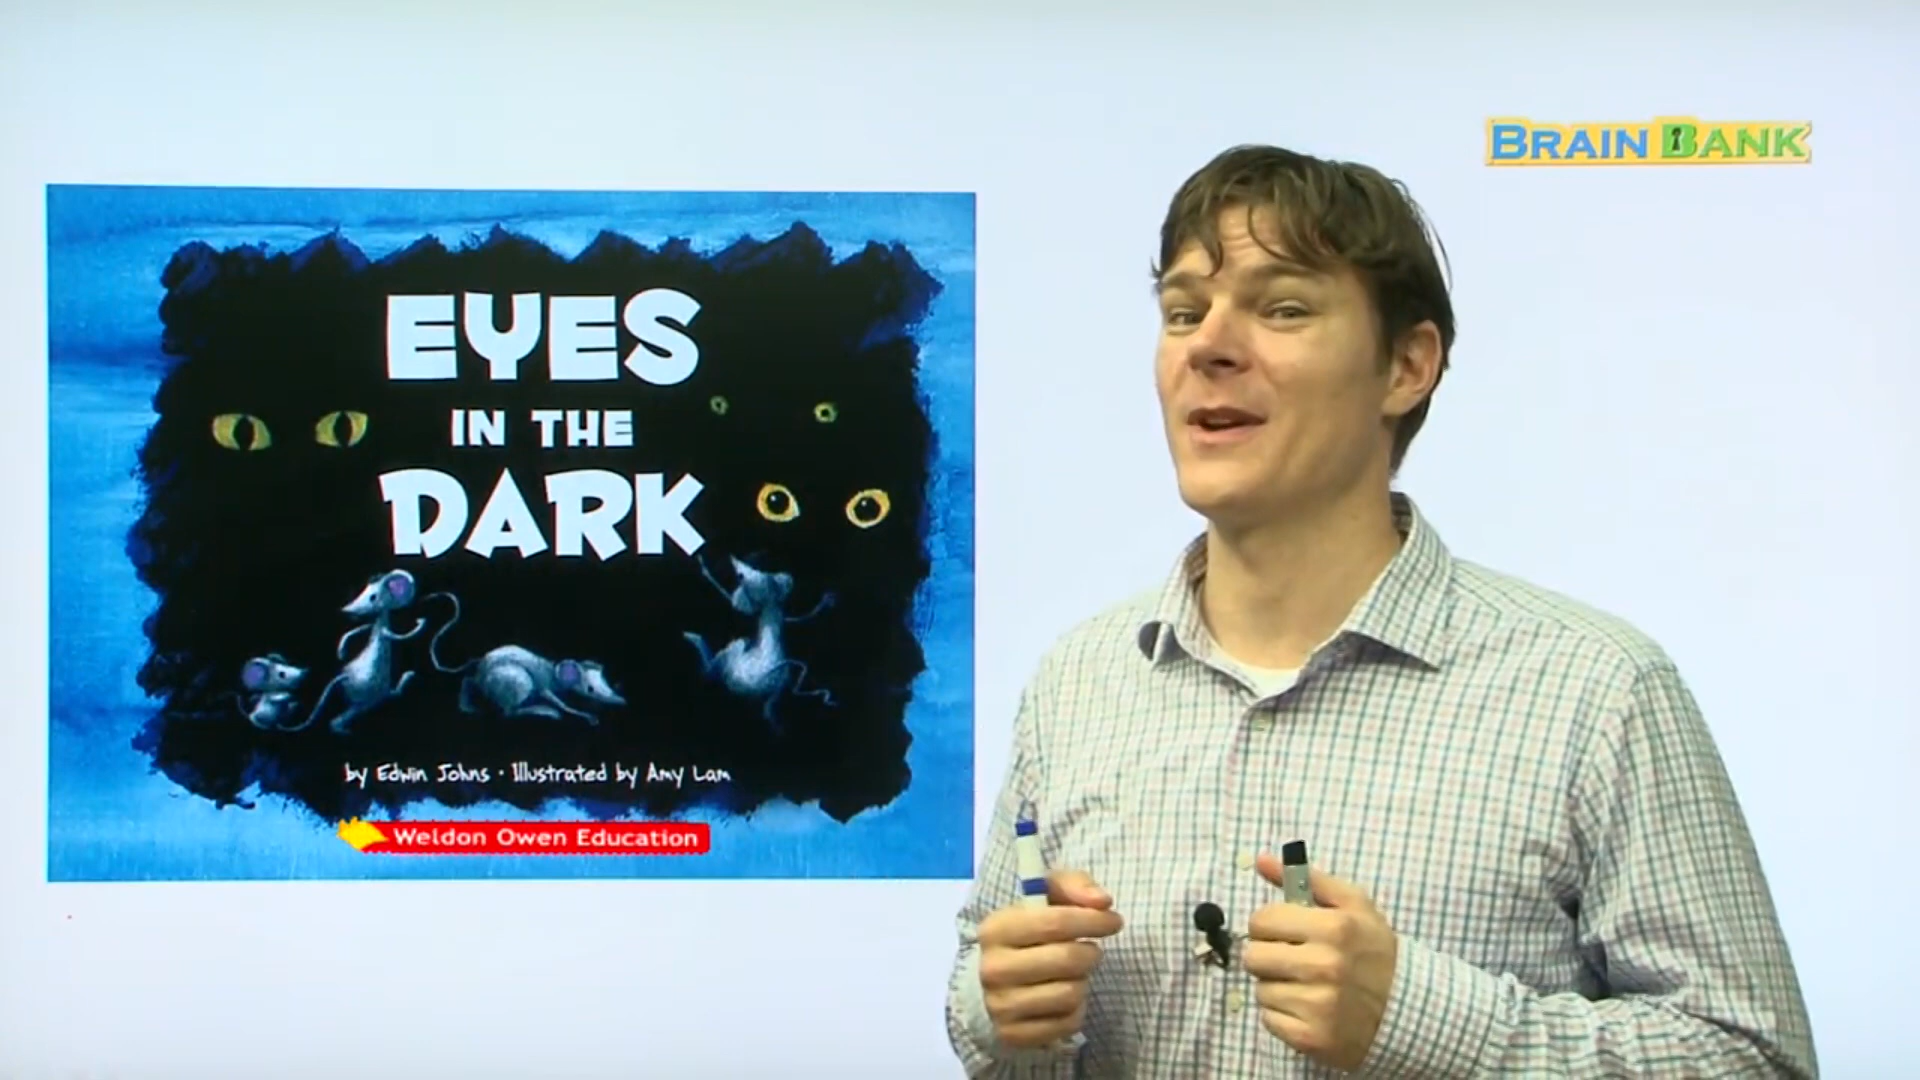 BRAIN BANK
EYES
IN THE
DARK
by Edwin Johns · Illustrated by Amy Lam
Weldon Owen Education